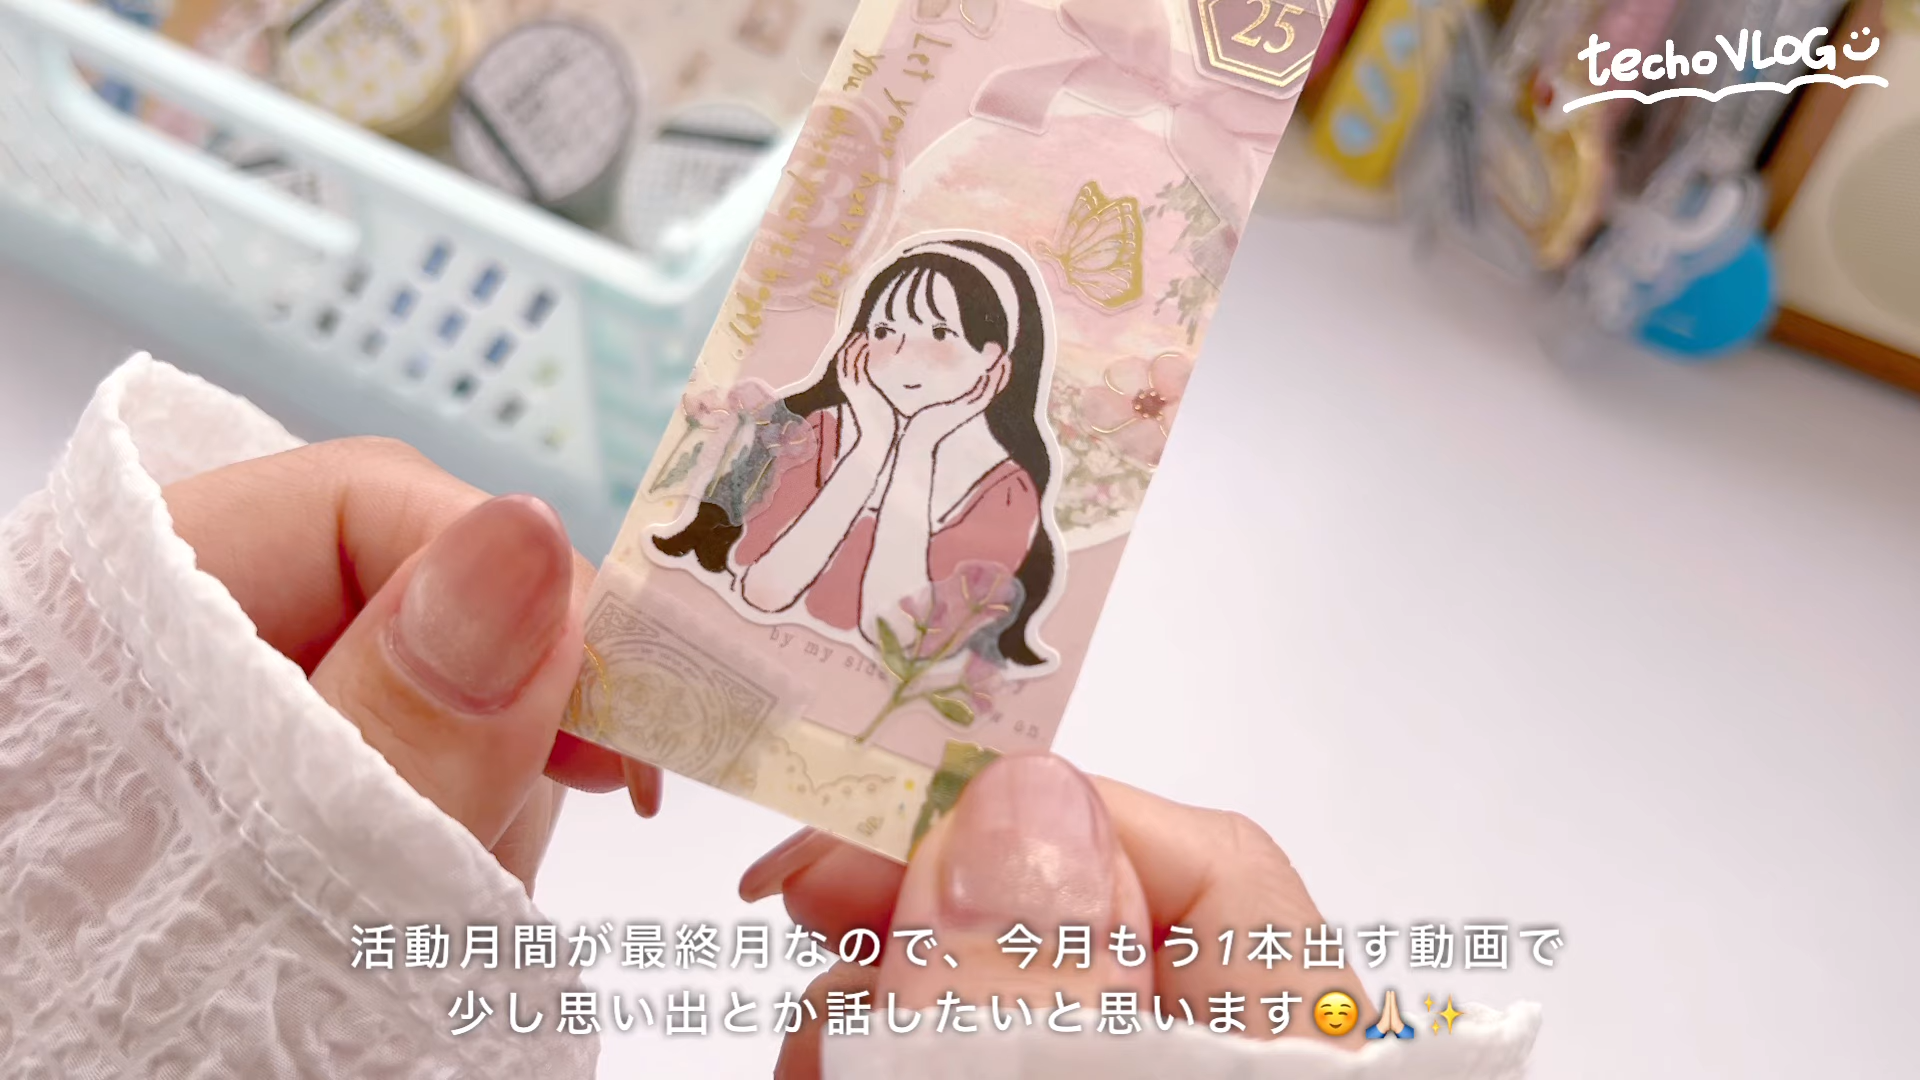 techoVLOG
25
Let your heart tell
you when you're happy.
by my side
on
活動月間が最終月なので、今月もう1本出す動画で
少し思い出とか話したいと思います☺️🙏🏻✨